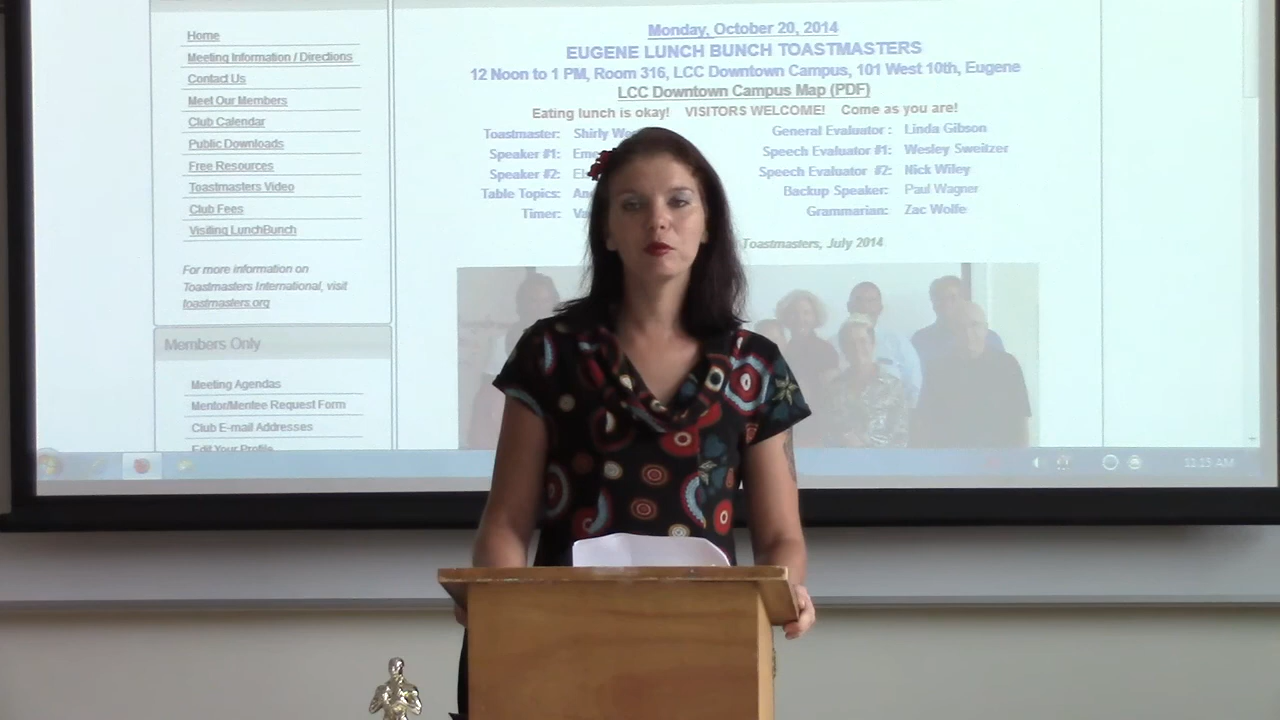 Home
Meeting Information / Directions
Contact Us
Meet Our Members
Club Calendar
Public Downloads
Free Resources
Toastmasters Video
Club Fees
Visiting LunchBunch
For more information on
Toastmasters International, visit
toastmasters.org
Members Only
Meeting Agendas
Mentor/Mentee Request Form
Club E-mail Addresses
Edit Your Profile
Monday, October 20, 2014
EUGENE LUNCH BUNCH TOASTMASTERS
12 Noon to 1 PM, Room 316, LCC Downtown Campus, 101 West 10th, Eugene
LCC Downtown Campus Map (PDF)
Eating lunch is okay! VISITORS WELCOME! Come as you are!
Toastmaster: Shirly
Speaker #1:
Speaker #2:
Table Topics:
Timer:
General Evaluator : Linda Gibson
Speech Evaluator #1: Wesley Sweitzer
Speech Evaluator #2: Nick Wiley
Backup Speaker: Paul Wagner
Grammarian: Zac Wolfe
Toastmasters, July 2014